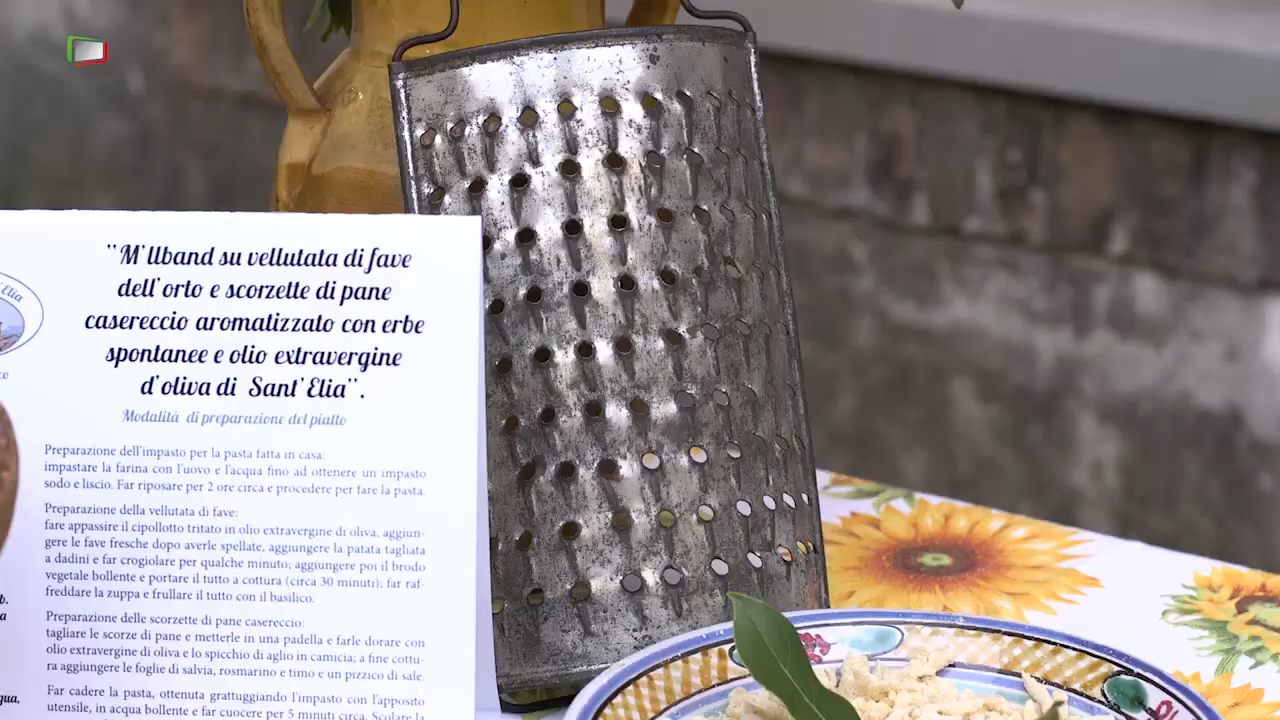 'Elia
co
b.
a
gua,
"M'llband su vellutata di fave
dell'orto e scorzette di pane
casereccio aromatizzato con erbe
spontanee e olio extravergine
d'oliva di Sant'Elia".
Modalità di preparazione del piatto
Preparazione dell'impasto per la pasta fatta in casa:
impastare la farina con l'uovo e l'acqua fino ad ottenere un impasto
sodo e liscio. Far riposare per 2 ore circa e procedere per fare la pasta.
Preparazione della vellutata di fave:
fare appassire il cipollotto tritato in olio extravergine di oliva, aggiun-
gere le fave fresche dopo averle spellate, aggiungere la patata tagliata
a dadini e far crogiolare per qualche minuto; aggiungere poi il brodo
vegetale bollente e portare il tutto a cottura (circa 30 minuti); far raf-
freddare la zuppa e frullare il tutto con il basilico.
Preparazione delle scorzette di pane casereccio:
tagliare le scorze di pane e metterle in una padella e farle dorare con
olio extravergine di oliva e lo spicchio di aglio in camicia; a fine cottu-
ra aggiungere le foglie di salvia, rosmarino e timo e un pizzico di sale.
Far cadere la pasta, ottenuta grattuggiando l'impasto con l'apposito
utensile, in acqua bollente e far cuocere per 5 minuti circa. Scolare la